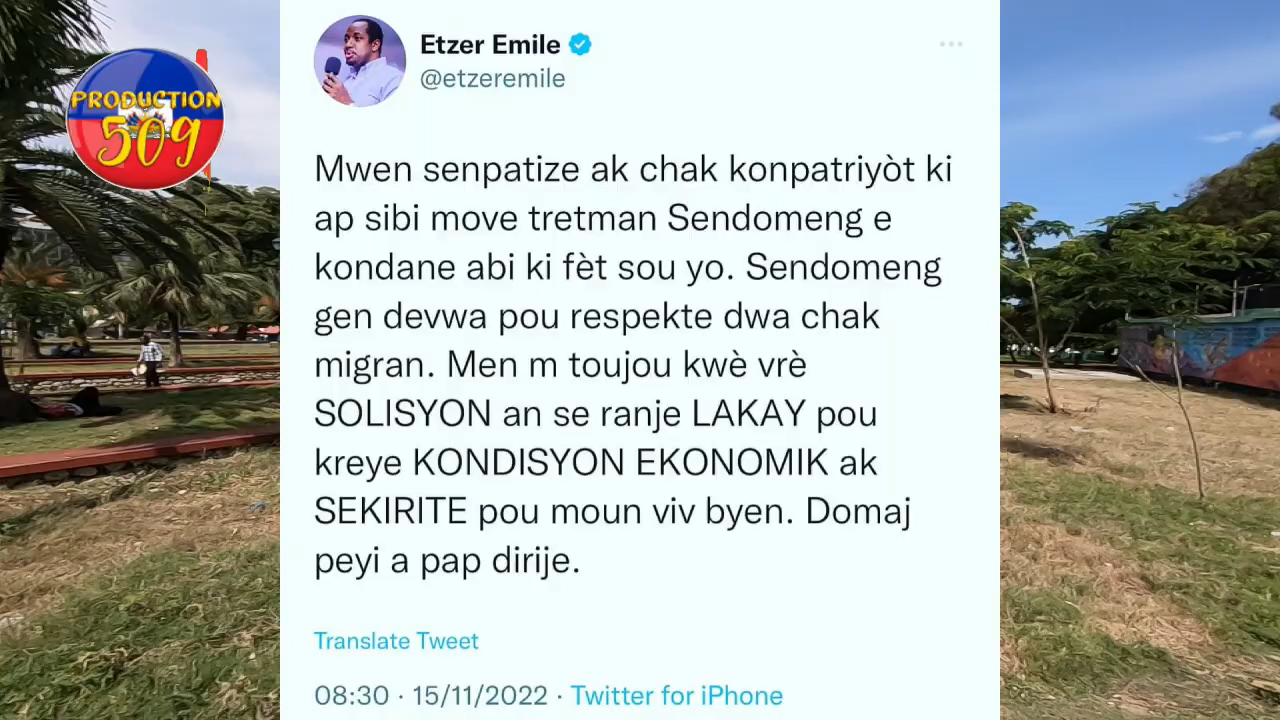 PRODUCTION
509
Etzer Emile
@etzeremile
Mwen senpatize ak chak konpatriyòt ki
ap sibi move tretman Sendomeng e
kondane abi ki fèt sou yo. Sendomeng
gen devwa pou respekte dwa chak
migran. Men m toujou kwè vrè
SOLISYON an se ranje LAKAY pou
kreye KONDISYON EKONOMIK ak
SEKIRITE pou moun viv byen. Domaj
peyi a pap dirije.
Translate Tweet
08:30 · 15/11/2022 · Twitter for iPhone